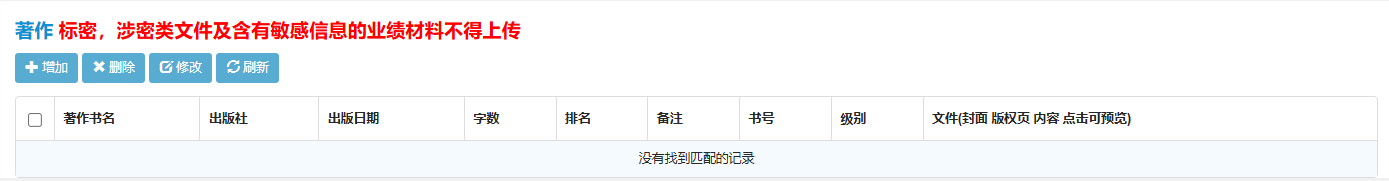 著作 标密，涉密类文件及含有敏感信息的业绩材料不得上传
增加 删除 修改 刷新
著作书名 出版社 出版日期 字数 排名 备注 书号 级别 文件(封面 版权页 内容 点击可预览)
没有找到匹配的记录